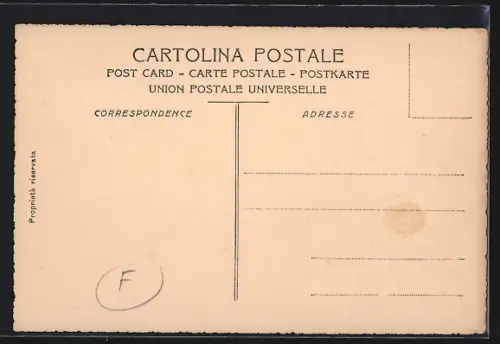 CARTOLINA POSTALE
POST CARD - CARTE POSTALE - POSTKARTE
UNION POSTALE UNIVERSELLE
CORRESPONDENCE
ADRESSE
Proprietà riservata
F